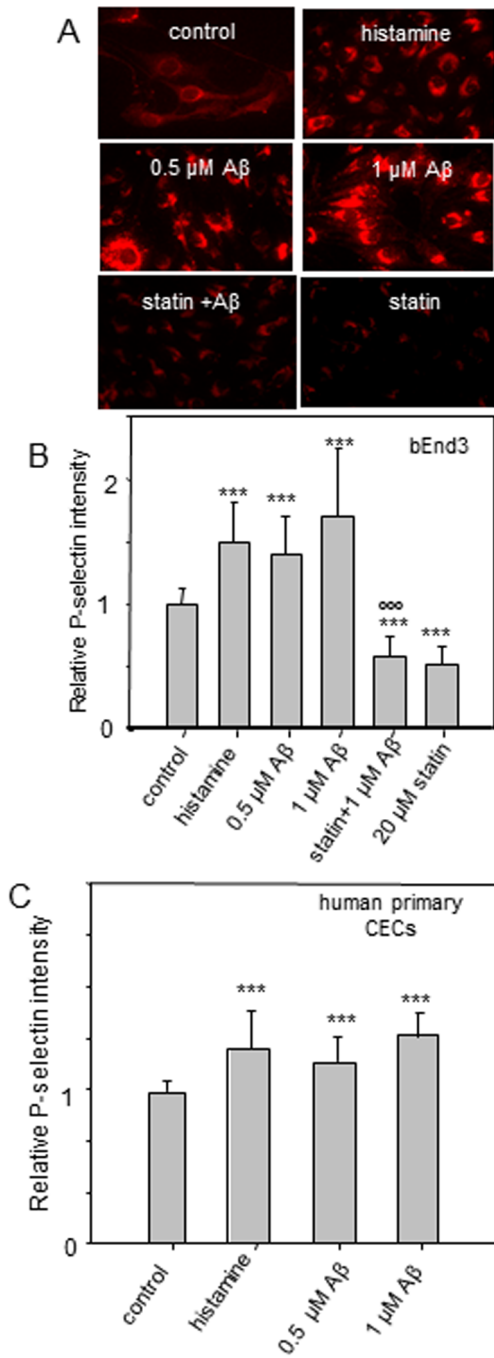 A
control
histamine
0.5 µM Aβ
1 µM Aβ
statin +Aβ
statin
B
bEnd3
Relative P-selectin intensity
2
1
0
***
***
***
°°°
***
***
control
histamine
0.5 µM Aβ
1 µM Aβ
statin+1 µM Aβ
20 µM statin
C
human primary
CECs
Relative P-selectin intensity
1
0
***
***
***
control
histamine
0.5 µM Aβ
1 µM Aβ